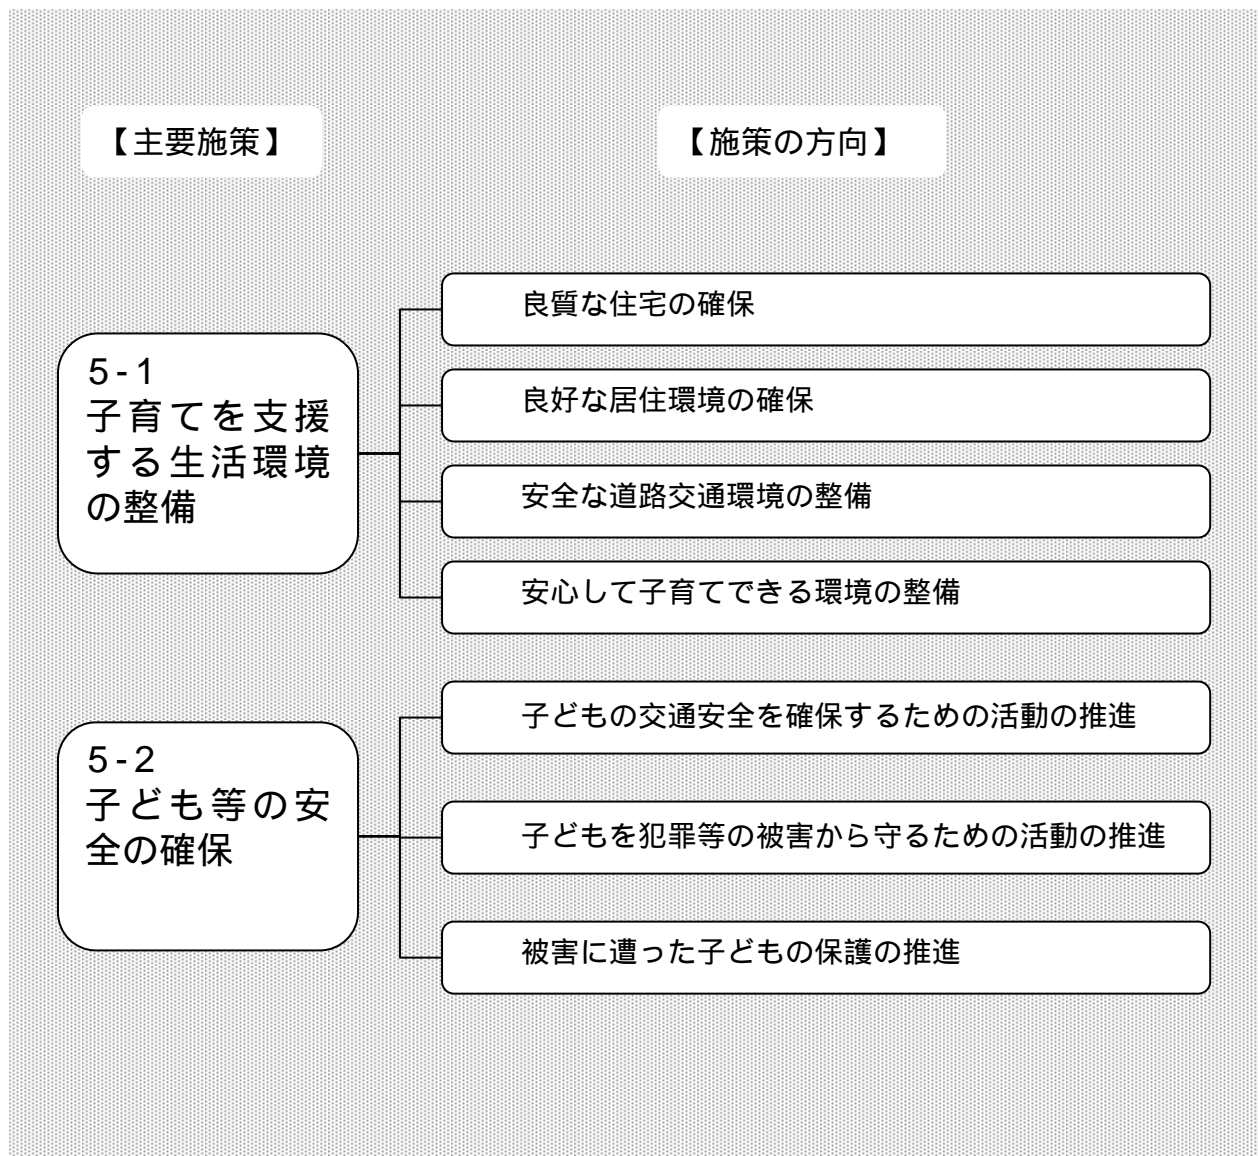 【主要施策】
【施策の方向】
5-1
子育てを支援
する生活環境
の整備
良質な住宅の確保
良好な居住環境の確保
安全な道路交通環境の整備
安心して子育てできる環境の整備
5-2
子ども等の安
全の確保
子どもの交通安全を確保するための活動の推進
子どもを犯罪等の被害から守るための活動の推進
被害に遭った子どもの保護の推進